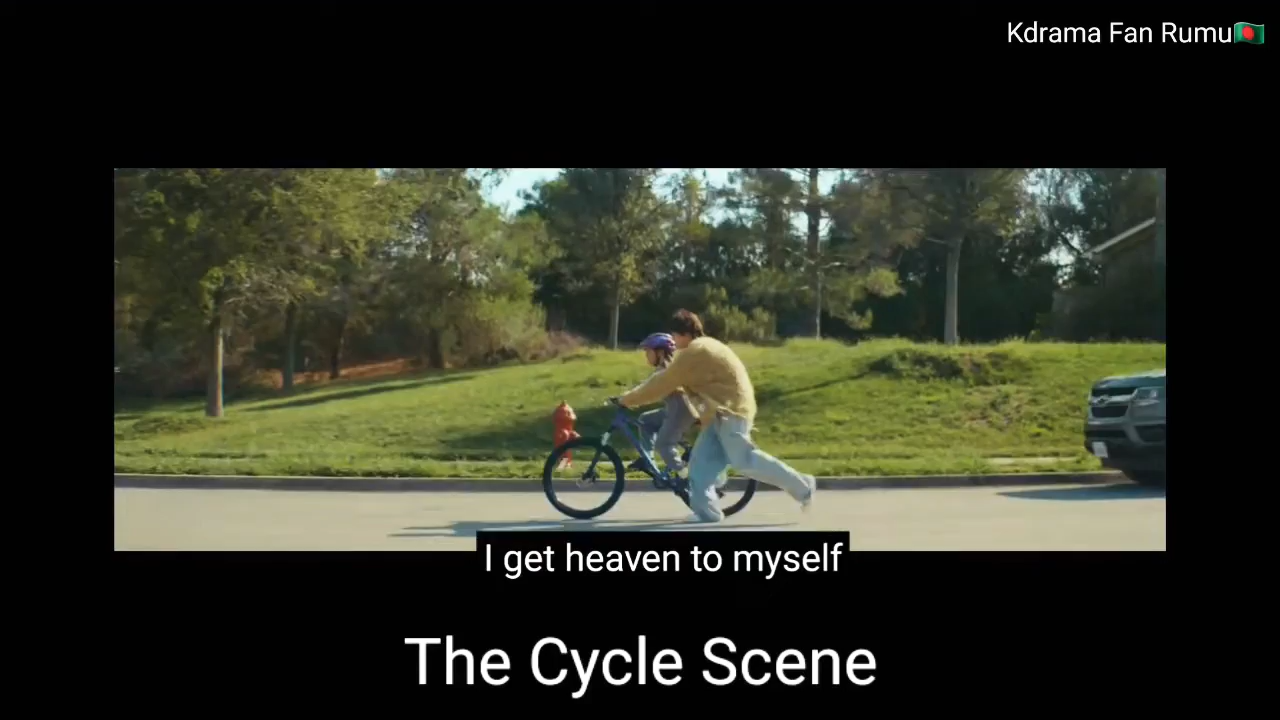 Kdrama Fan Rumu🇧🇩
I get heaven to myself
The Cycle Scene